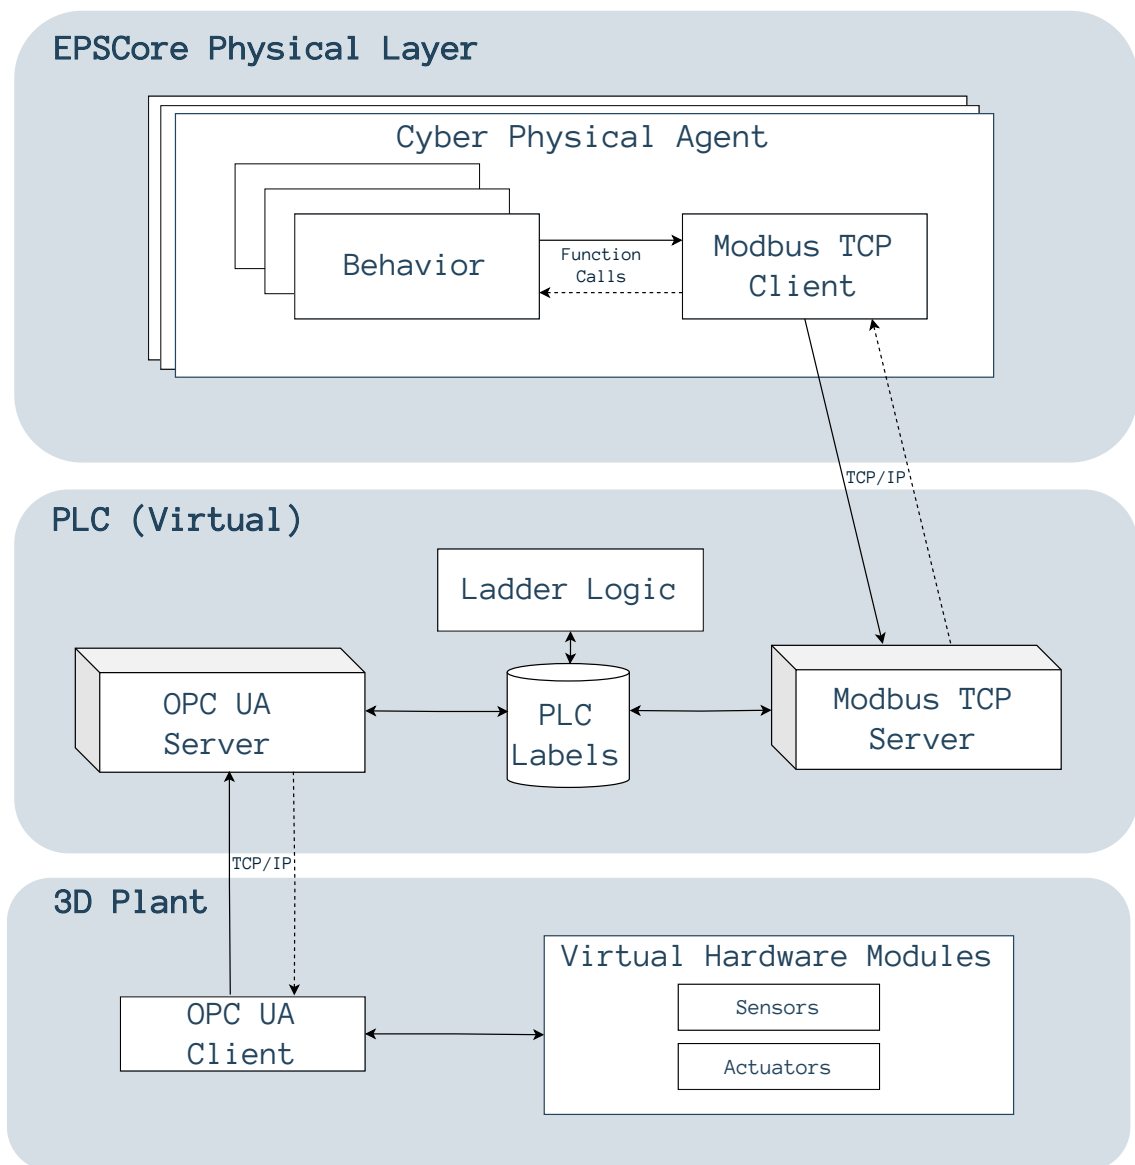 EPSCore Physical Layer
Cyber Physical Agent
Behavior
Function
Calls
Modbus TCP
Client
TCP/IP
PLC (Virtual)
Ladder Logic
OPC UA
Server
PLC
Labels
Modbus TCP
Server
TCP/IP
3D Plant
OPC UA
Client
Virtual Hardware Modules
Sensors
Actuators